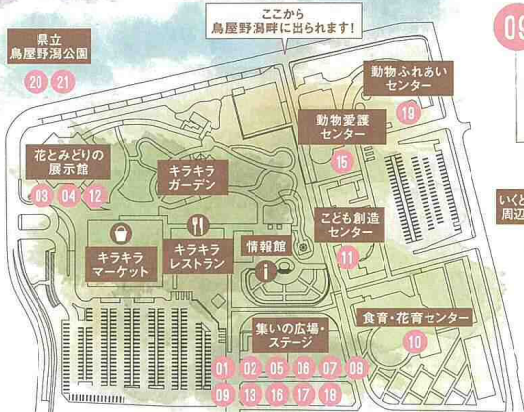 ここから
鳥屋野潟畔に出られます!
09
県立
鳥屋野潟公園
20 21
動物ふれあい
センター
19
動物愛護
センター
15
花とみどりの
展示館
03 04 12
キラキラ
ガーデン
いくと
周辺
こども創造
センター
11
キラキラ
マーケット
キラキラ
レストラン
情報館
i
食育・花育センター
10
集いの広場・
ステージ
01 02 05 06 07 08
09 13 16 17 18